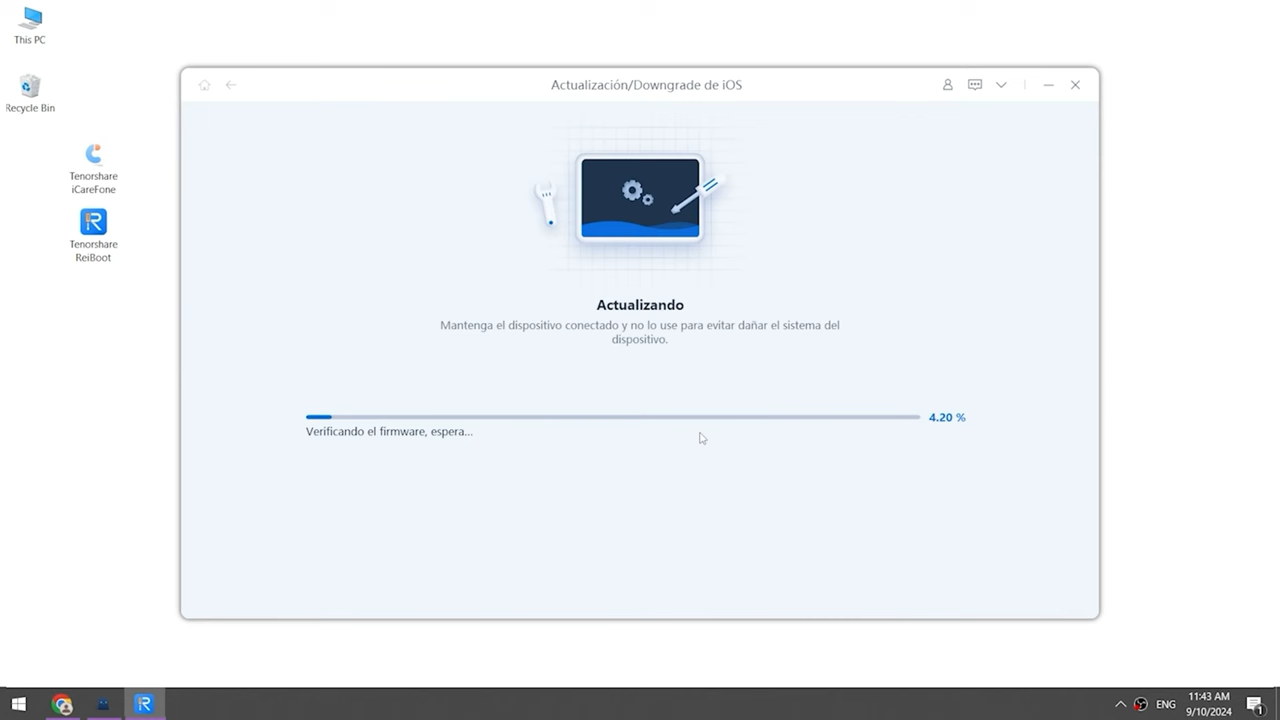 This PC
Recycle Bin
Tenorshare
iCareFone
Tenorshare
ReiBoot
Actualización/Downgrade de iOS
Actualizando
Mantenga el dispositivo conectado y no lo use para evitar dañar el sistema del
dispositivo.
4.20 %
Verificando el firmware, espera...
ENG
11:43 AM
9/10/2024
1